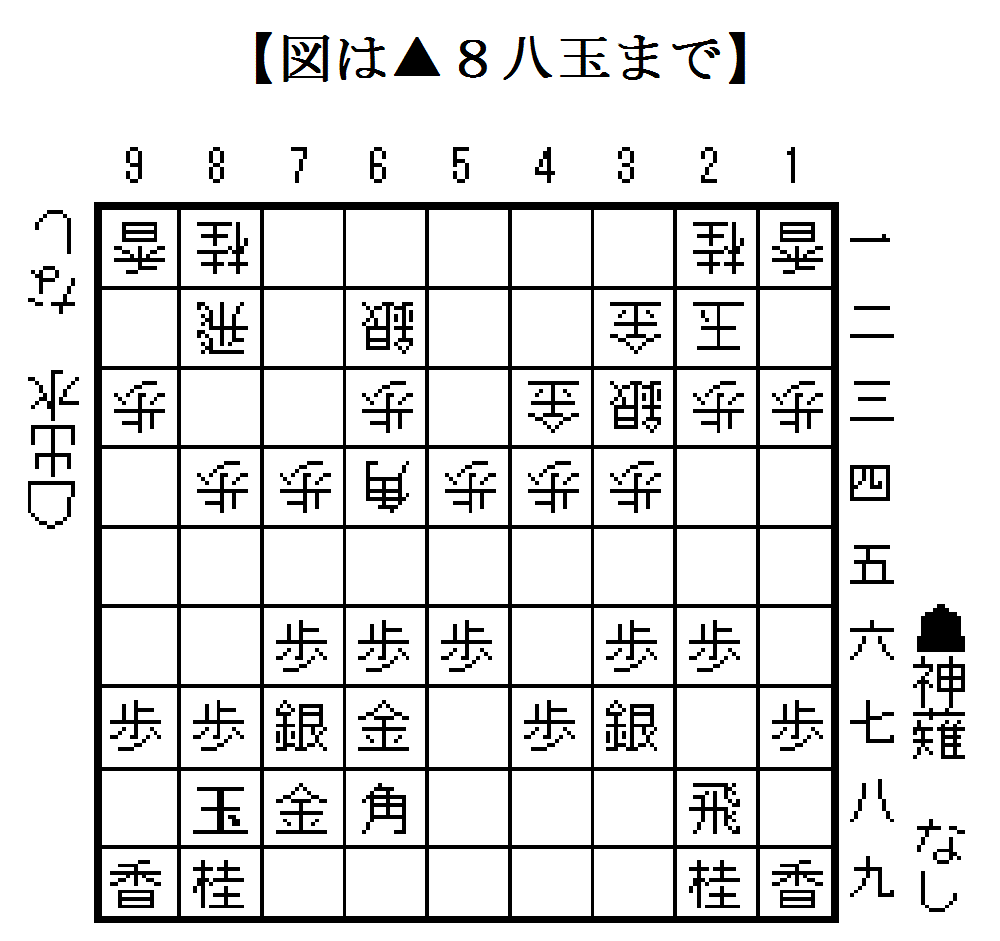 【図は▲８八玉まで】
9 8 7 6 5 4 3 2 1
香 桂 桂 香 一
飛 銀 金 玉 二
歩 歩 金 銀 歩 歩 三
歩 歩 角 歩 歩 歩 四
五
歩 歩 歩 歩 歩 六
歩 歩 銀 金 歩 銀 歩 七
玉 金 角 飛 八
香 桂 桂 香 九
☖出水 なし
☗神薙 なし